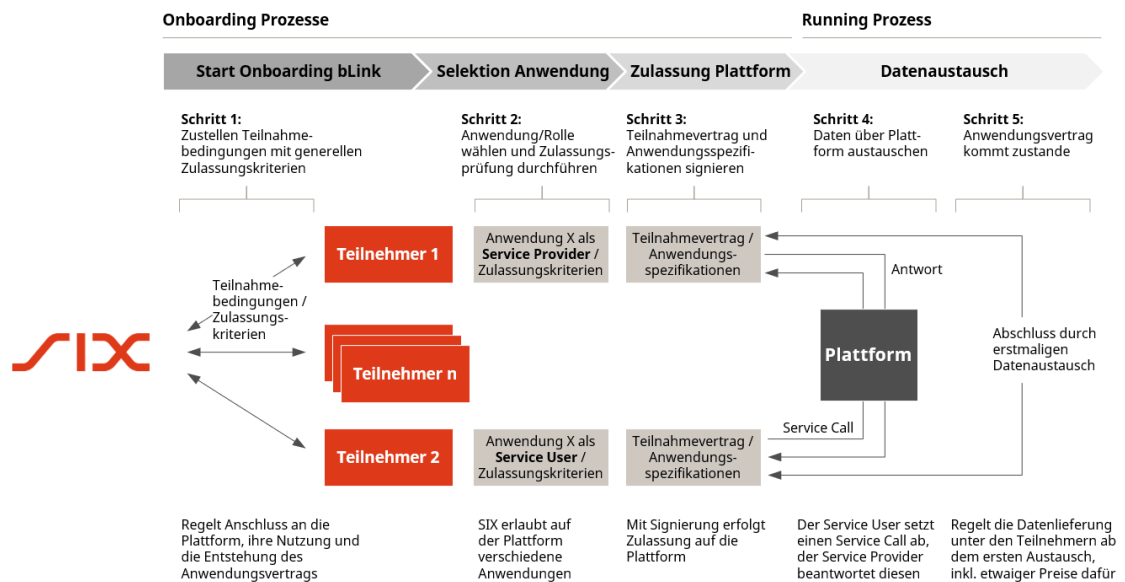 Onboarding Prozesse
Running Prozess
Start Onboarding bLink
Selektion Anwendung
Zulassung Plattform
Datenaustausch
Schritt 1:
Zustellen Teilnahme-
bedingungen mit generellen
Zulassungskriterien
Schritt 2:
Anwendung/Rolle
wählen und Zulassungs-
prüfung durchführen
Schritt 3:
Teilnahmevertrag und
Anwendungsspezifi-
kationen signieren
Schritt 4:
Daten über Platt-
form austauschen
Schritt 5:
Anwendungsvertrag
kommt zustande
SIX
Teilnahme-
bedingungen /
Zulassungs-
kriterien
Teilnehmer 1
Anwendung X als
Service Provider /
Zulassungskriterien
Teilnahmevertrag /
Anwendungs-
spezifikationen
Antwort
Teilnehmer n
Plattform
Abschluss durch
erstmaligen
Datenaustausch
Teilnehmer 2
Anwendung X als
Service User /
Zulassungskriterien
Teilnahmevertrag /
Anwendungs-
spezifikationen
Service Call
Regelt Anschluss an die
Plattform, ihre Nutzung und
die Entstehung des
Anwendungsvertrags
SIX erlaubt auf
der Plattform
verschiedene
Anwendungen
Mit Signierung erfolgt
Zulassung auf die
Plattform
Der Service User setzt
einen Service Call ab,
der Service Provider
beantwortet diesen
Regelt die Datenlieferung
unter den Teilnehmern ab
dem ersten Austausch,
inkl. etwaiger Preise dafür